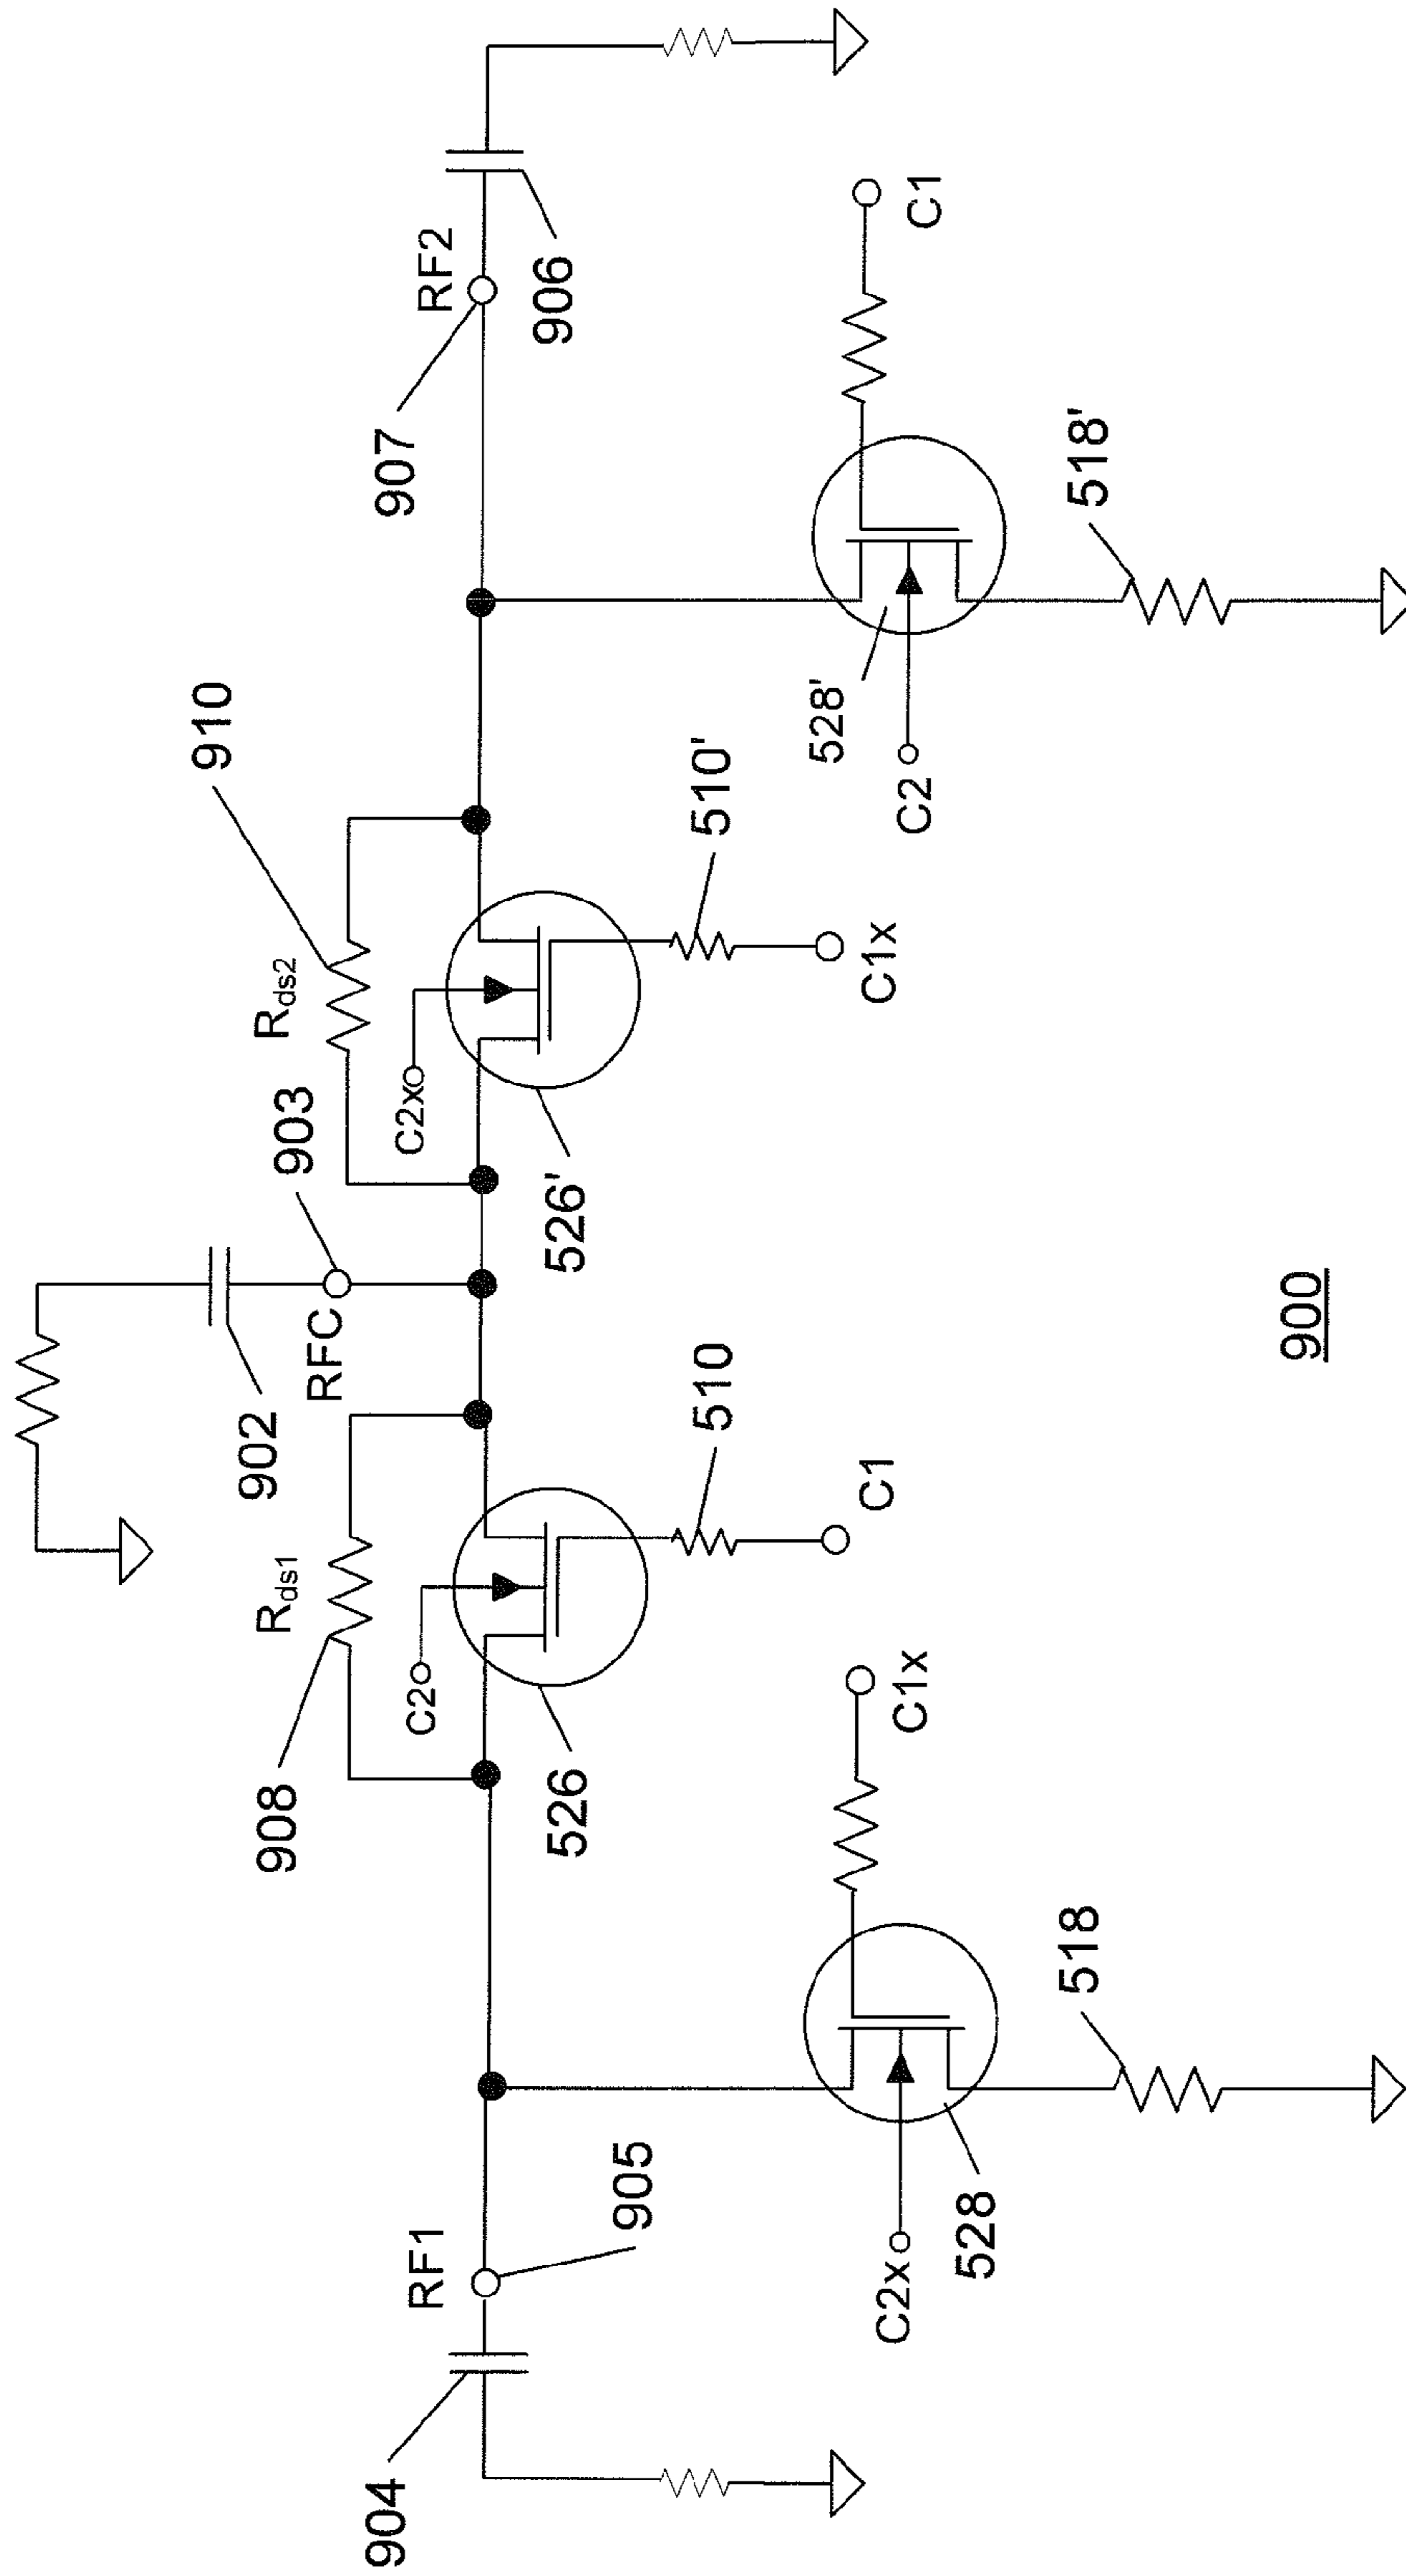 902
RFC
903
910
908
Rds1
Rds2
C2
C2x
904
RF1
905
526
510
C1
526'
510'
C1x
907
RF2
906
C2x
528
C1x
518
528'
C2
C1
518'
900